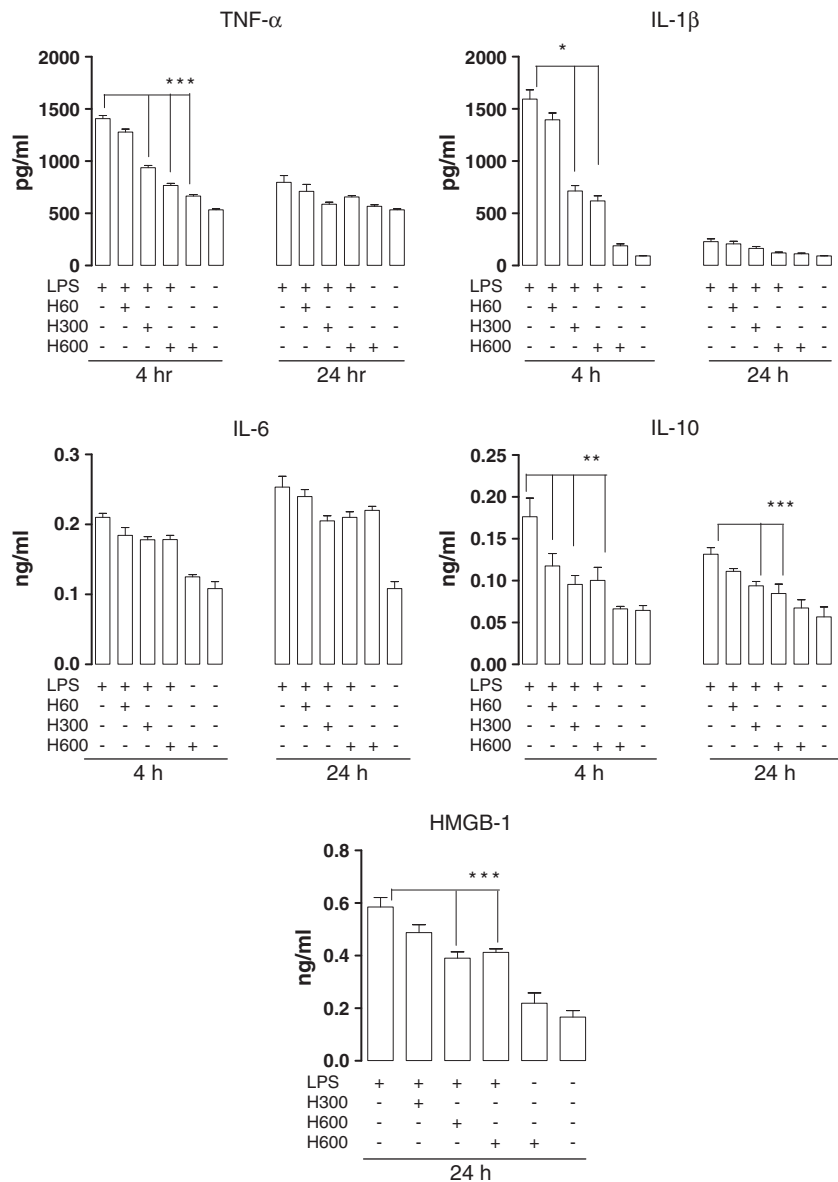 TNF-α
***
2000
1500
1000
500
0
pg/ml
LPS + + + + - - + + + + - -
H60 - + - - - - - + - - - -
H300 - - + - - - - - + - - -
H600 - - - + + - - - - + + -
4 hr 24 hr
IL-1β
*
2000
1500
1000
500
0
pg/ml
LPS + + + + - - + + + + - -
H60 - + - - - - - + - - - -
H300 - - + - - - - - + - - -
H600 - - - + + - - - - + + -
4 h 24 h
IL-6
0.3
0.2
0.1
0.0
ng/ml
LPS + + + + - - + + + + - -
H60 - + - - - - - + - - - -
H300 - - + - - - - - + - - -
H600 - - - + + - - - - + + -
4 h 24 h
IL-10
** ***
0.25
0.20
0.15
0.10
0.05
0.00
ng/ml
LPS + + + + - - + + + + - -
H60 - + - - - - - + - - - -
H300 - - + - - - - - + - - -
H600 - - - + + - - - - + + -
4 h 24 h
HMGB-1
***
0.8
0.6
0.4
0.2
0.0
ng/ml
LPS + + + + - -
H300 - + - - - -
H600 - - + - - -
H600 - - - + + -
24 h